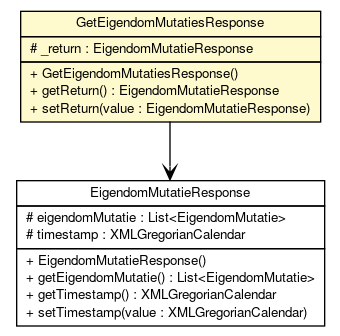 GetEigendomMutatiesResponse
# _return : EigendomMutatieResponse
+ GetEigendomMutatiesResponse()
+ getReturn() : EigendomMutatieResponse
+ setReturn(value : EigendomMutatieResponse)
EigendomMutatieResponse
# eigendomMutatie : List<EigendomMutatie>
# timestamp : XMLGregorianCalendar
+ EigendomMutatieResponse()
+ getEigendomMutatie() : List<EigendomMutatie>
+ getTimestamp() : XMLGregorianCalendar
+ setTimestamp(value : XMLGregorianCalendar)